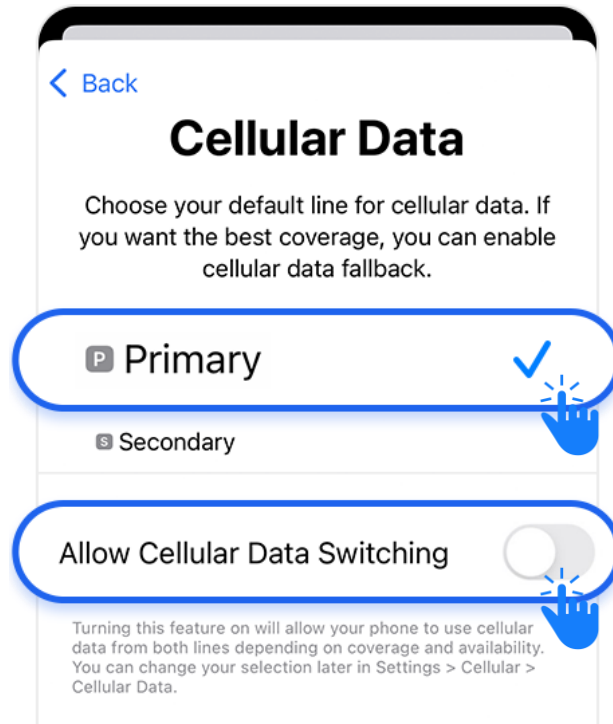 Back
Cellular Data
Choose your default line for cellular data. If
you want the best coverage, you can enable
cellular data fallback.
P Primary
S Secondary
Allow Cellular Data Switching
Turning this feature on will allow your phone to use cellular
data from both lines depending on coverage and availability.
You can change your selection later in Settings > Cellular >
Cellular Data.